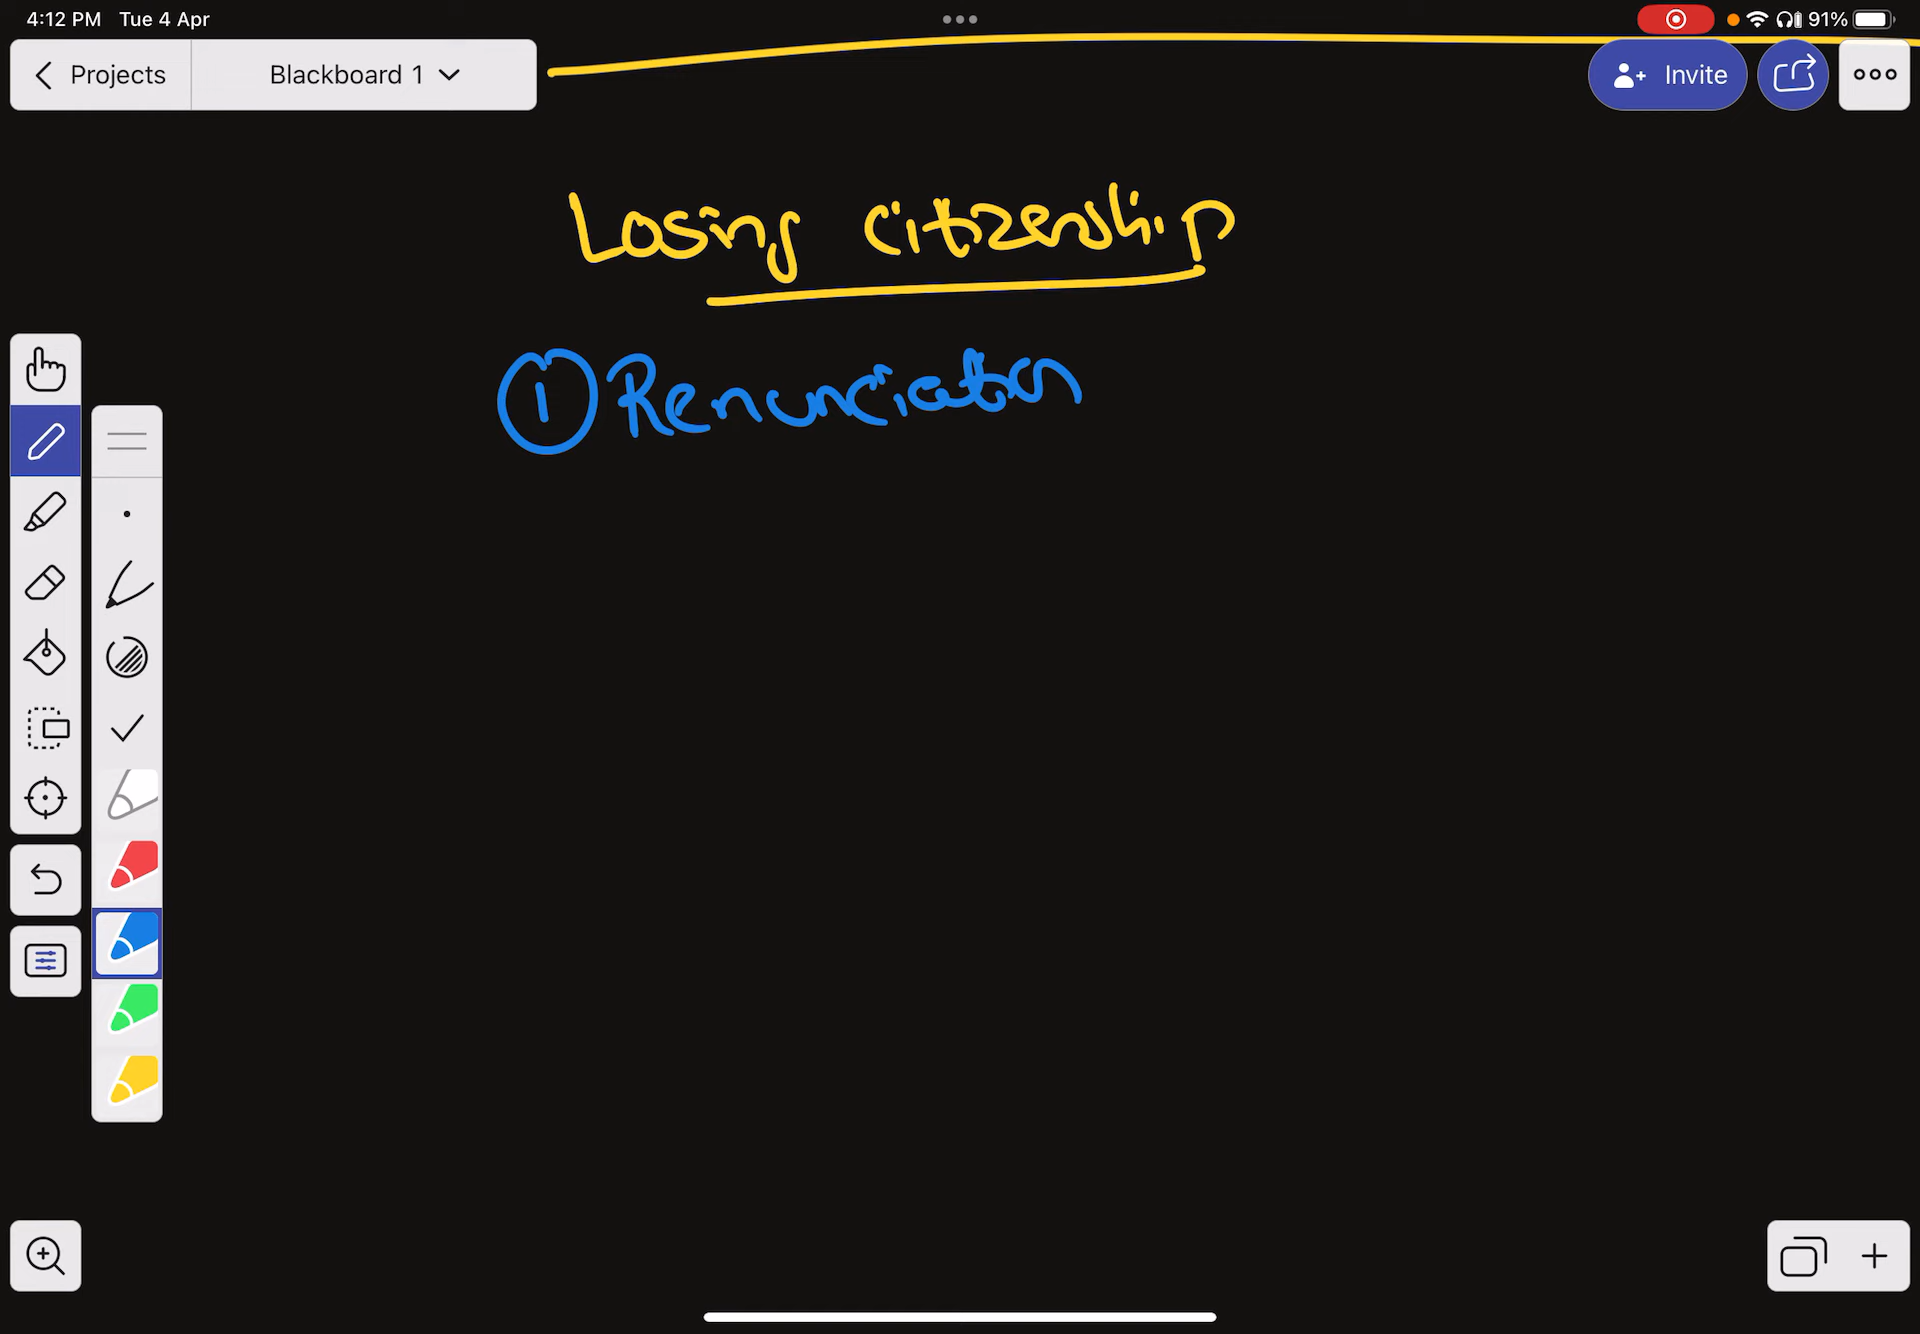 4:12 PM Tue 4 Apr
91%
Projects
Blackboard 1
Invite
Losing citizenship
1 Renunciation